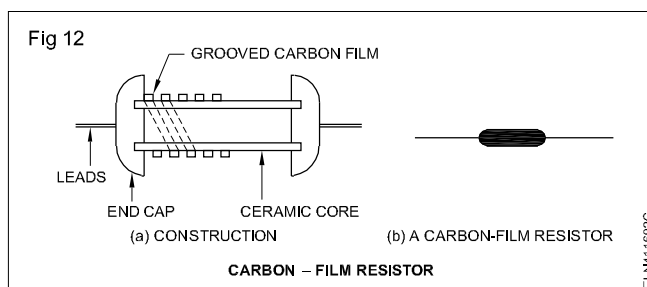 Fig 12
GROOVED CARBON FILM
LEADS
END CAP
CERAMIC CORE
(a) CONSTRUCTION
(b) A CARBON-FILM RESISTOR
CARBON – FILM RESISTOR